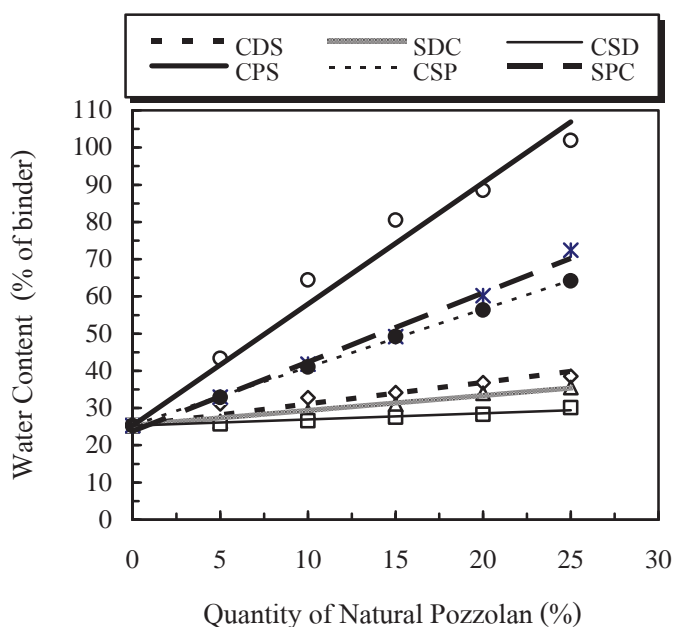 CDS SDC CSD
CPS CSP SPC
110
100
90
80
70
60
50
40
30
20
10
0
Water Content (% of binder)
0 5 10 15 20 25 30
Quantity of Natural Pozzolan (%)